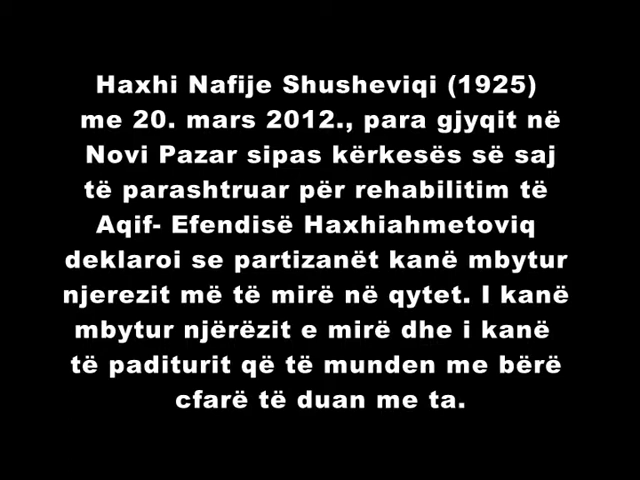 Haxhi Nafije Shusheviqi (1925)
me 20. mars 2012., para gjyqit në
Novi Pazar sipas kërkesës së saj
të parashtruar për rehabilitim të
Aqif- Efendisë Haxhiahmetoviq
deklaroi se partizanët kanë mbytur
njerezit më të mirë në qytet. I kanë
mbytur njërëzit e mirë dhe i kanë
të paditurit që të munden me bërë
cfarë të duan me ta.